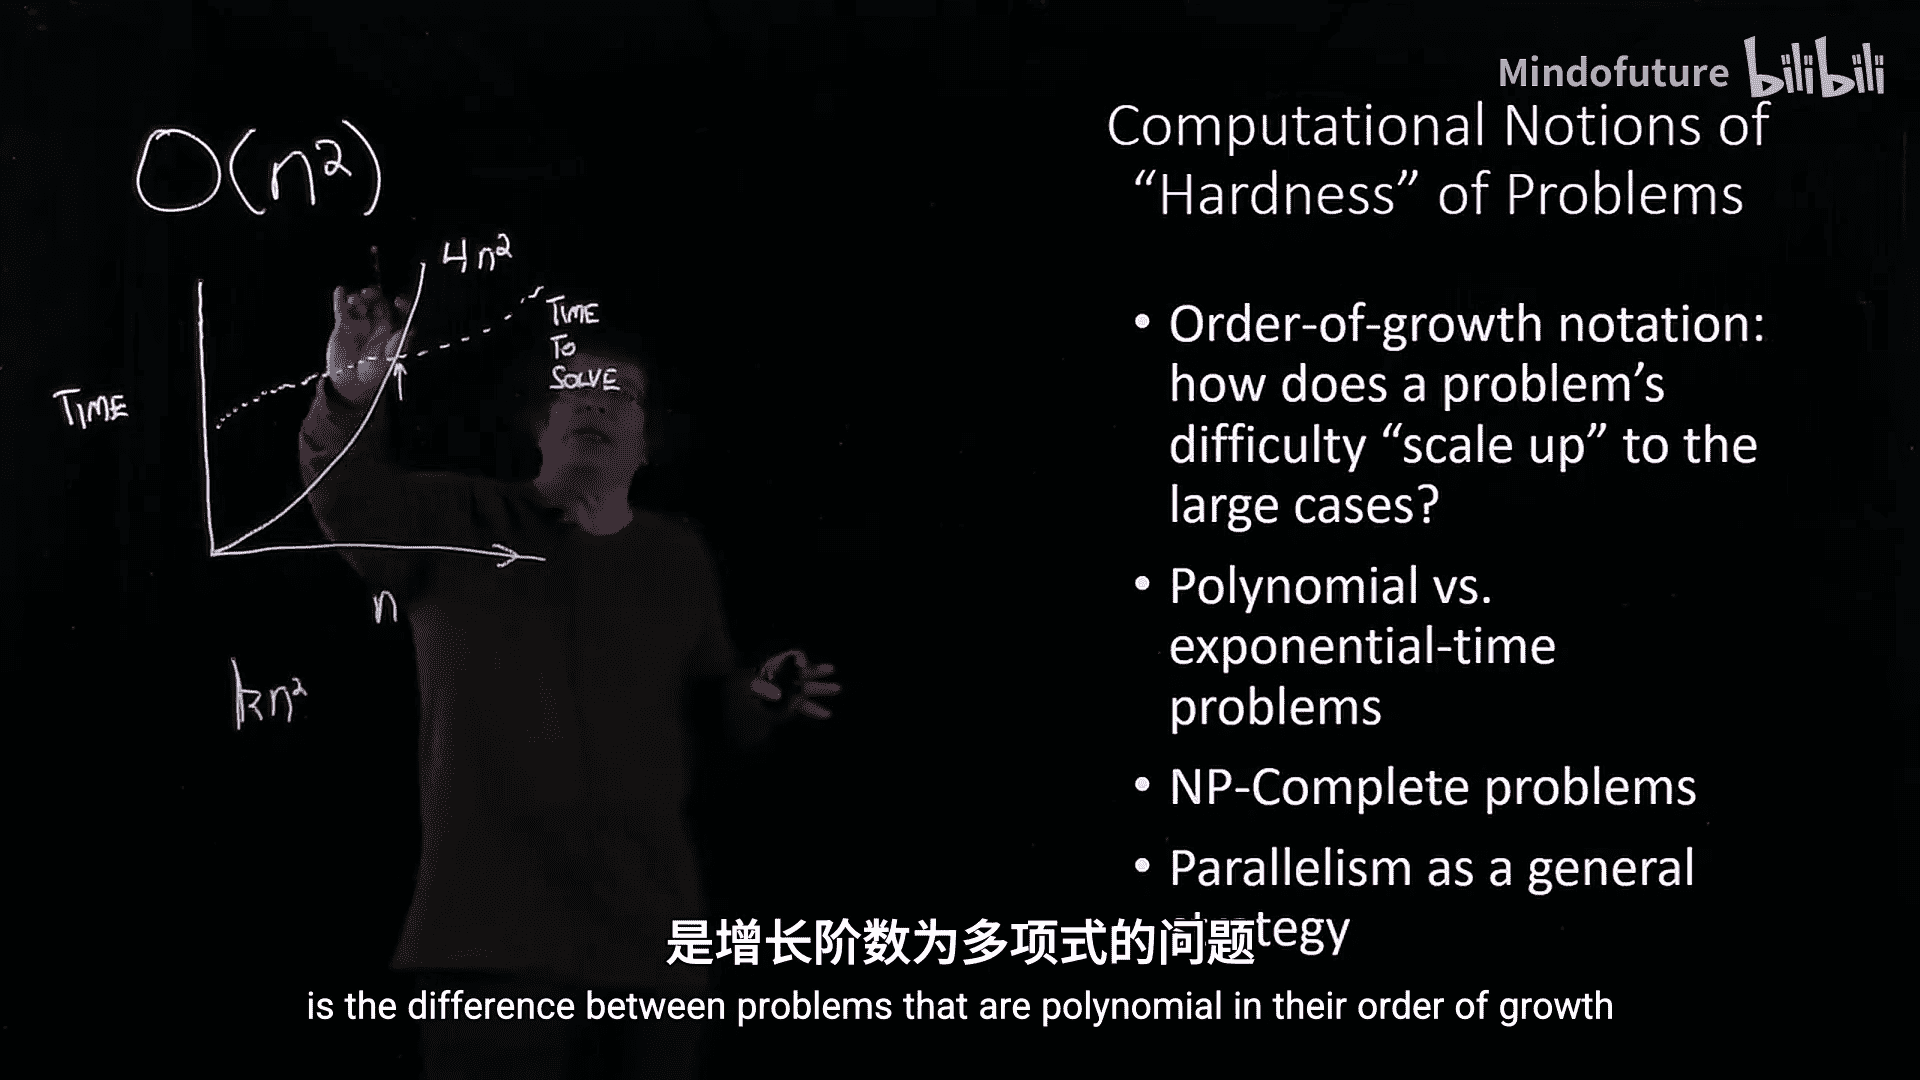 Mindofuture bilibili
Computational Notions of
“Hardness” of Problems
O(n²)
4n²
TIME
TO
SOLVE
TIME
n
kn²
• Order-of-growth notation:
how does a problem’s
difficulty “scale up” to the
large cases?
• Polynomial vs.
exponential-time
problems
• NP-Complete problems
• Parallelism as a general
strategy
是增长阶数为多项式的问题
is the difference between problems that are polynomial in their order of growth